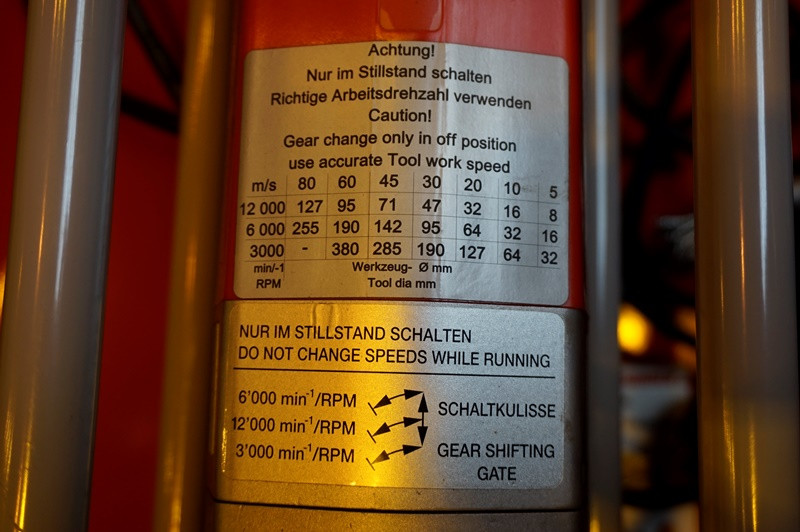 Achtung!
Nur im Stillstand schalten
Richtige Arbeitsdrehzahl verwenden
Caution!
Gear change only in off position
use accurate Tool work speed
m/s 80 60 45 30 20 10 5
12 000 127 95 71 47 32 16 8
6 000 255 190 142 95 64 32 16
3000 - 380 285 190 127 64 32
min/-1 Werkzeug- Ø mm
RPM Tool dia mm
NUR IM STILLSTAND SCHALTEN
DO NOT CHANGE SPEEDS WHILE RUNNING
6'000 min⁻¹/RPM
12'000 min⁻¹/RPM
3'000 min⁻¹/RPM
SCHALTKULISSE
GEAR SHIFTING
GATE